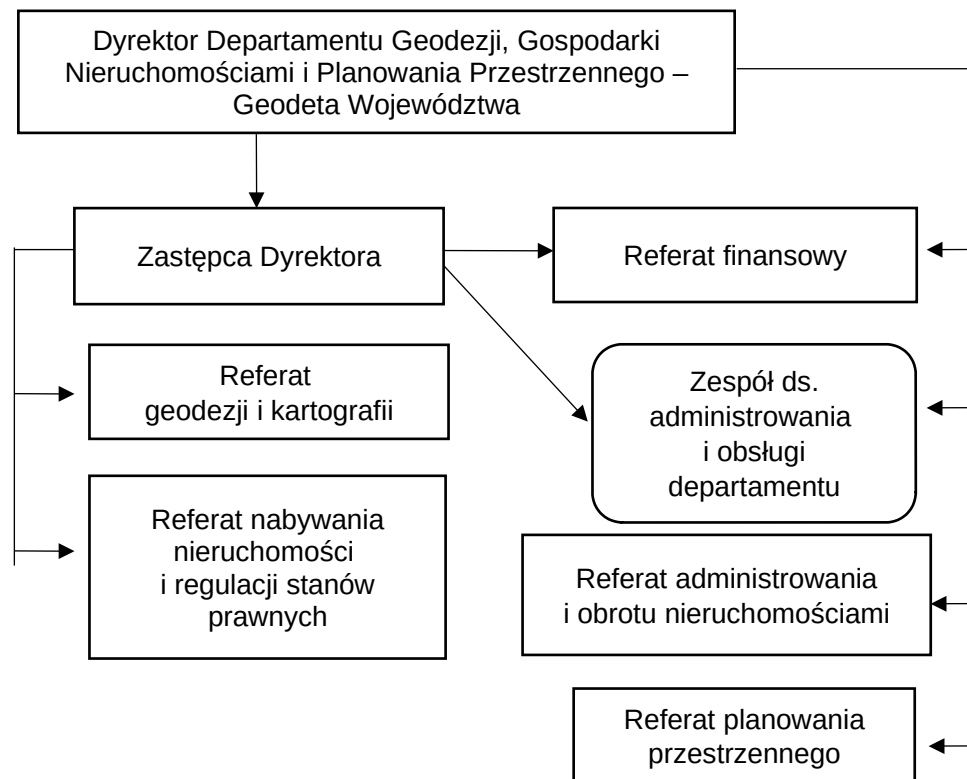 Dyrektor Departamentu Geodezji, Gospodarki
Nieruchomościami i Planowania Przestrzennego –
Geodeta Województwa
Zastępca Dyrektora
Referat finansowy
Referat
geodezji i kartografii
Zespół ds.
administrowania
i obsługi
departamentu
Referat nabywania
nieruchomości
i regulacji stanów
prawnych
Referat administrowania
i obrotu nieruchomościami
Referat planowania
przestrzennego